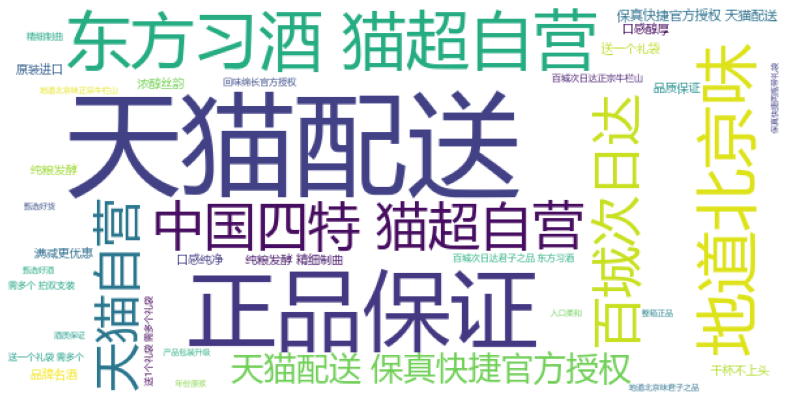 东方习酒 猫超自营
保真快捷官方授权 天猫配送
口感醇厚
精细制曲
送一个礼袋
原装进口
浓醇丝韵
回味绵长官方授权
百城次日达正宗牛栏山
地道北京味正宗牛栏山
品质保证
天猫配送
百城次日达
地道北京味
纯粮发酵
甄选好货
中国四特 猫超自营
天猫自营
满减更优惠
口感纯净
纯粮发酵 精细制曲
百城次日达君子之品 东方习酒
甄选好酒
需多个 拍双支装
正品保证
送1个礼袋 需多个礼袋
入口柔和
整箱正品
酒质保证
产品包装升级
送一个礼袋 需多个
天猫配送 保真快捷官方授权
干杯不上头
品牌名酒
年份原浆
地道北京味君子之品